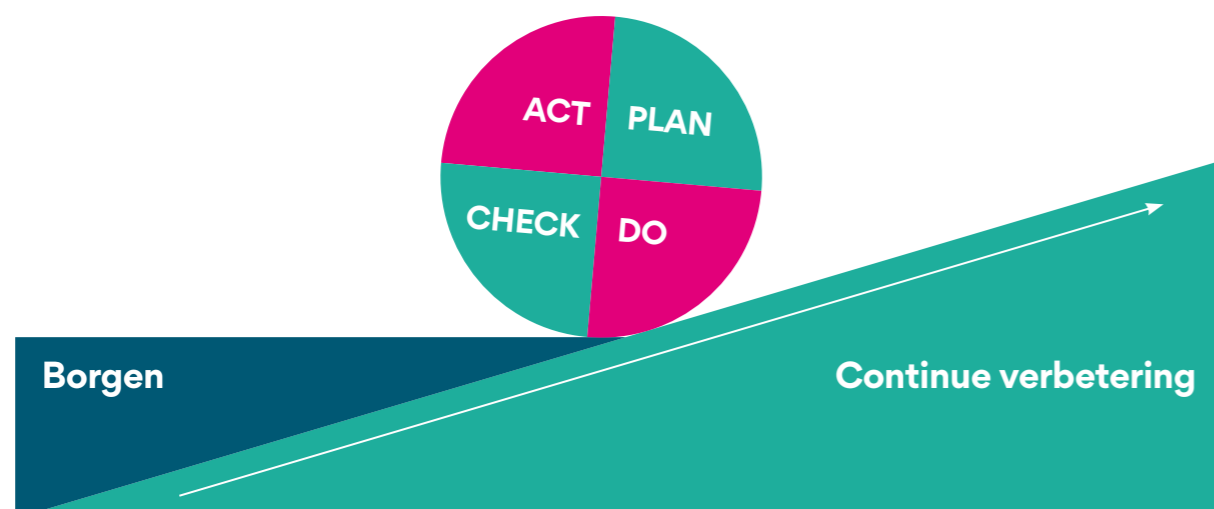 ACT
PLAN
CHECK
DO
Borgen
Continue verbetering